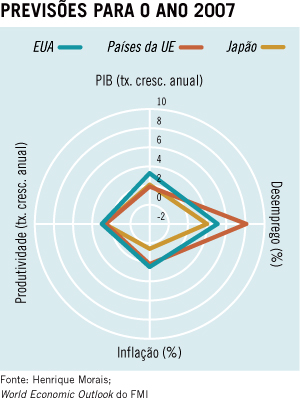 PREVISÕES PARA O ANO 2007
EUA
Países da UE
Japão
PIB (tx. cresc. anual)
10
8
6
4
2
0
-2
Produtividade (tx. cresc. anual)
Desemprego (%)
Inflação (%)
Fonte: Henrique Morais;
World Economic Outlook do FMI